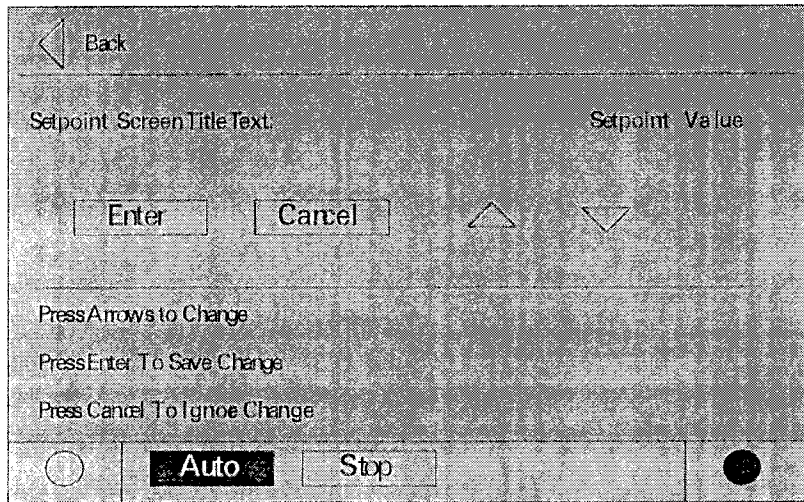 Back
Setpoint Screen Title Text: Setpoint Value
Enter Cancel
Press Arrows to Change
Press Enter To Save Change
Press Cancel To Ignore Change
Auto Stop